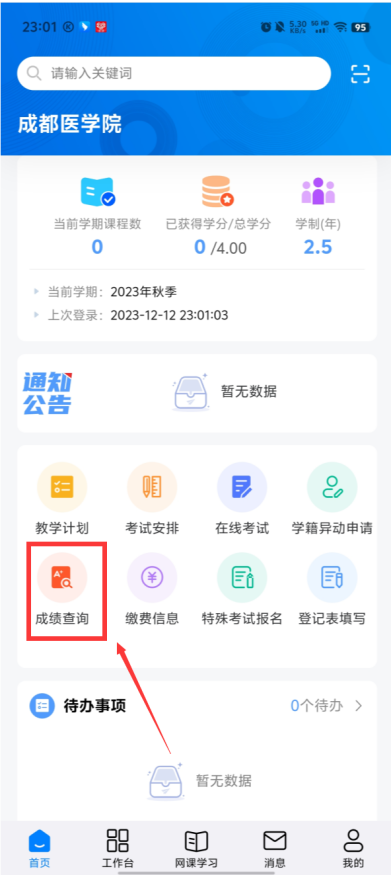 23:01 5.30 KB/s 5G HD 95
请输入关键词
成都医学院
当前学期课程数 已获得学分/总学分 学制(年)
0 0 /4.00 2.5
当前学期：2023年秋季
上次登录：2023-12-12 23:01:03
通知
公告
暂无数据
教学计划 考试安排 在线考试 学籍异动申请
A+
成绩查询 缴费信息 特殊考试报名 登记表填写
待办事项 0个待办
暂无数据
首页 工作台 网课学习 消息 我的